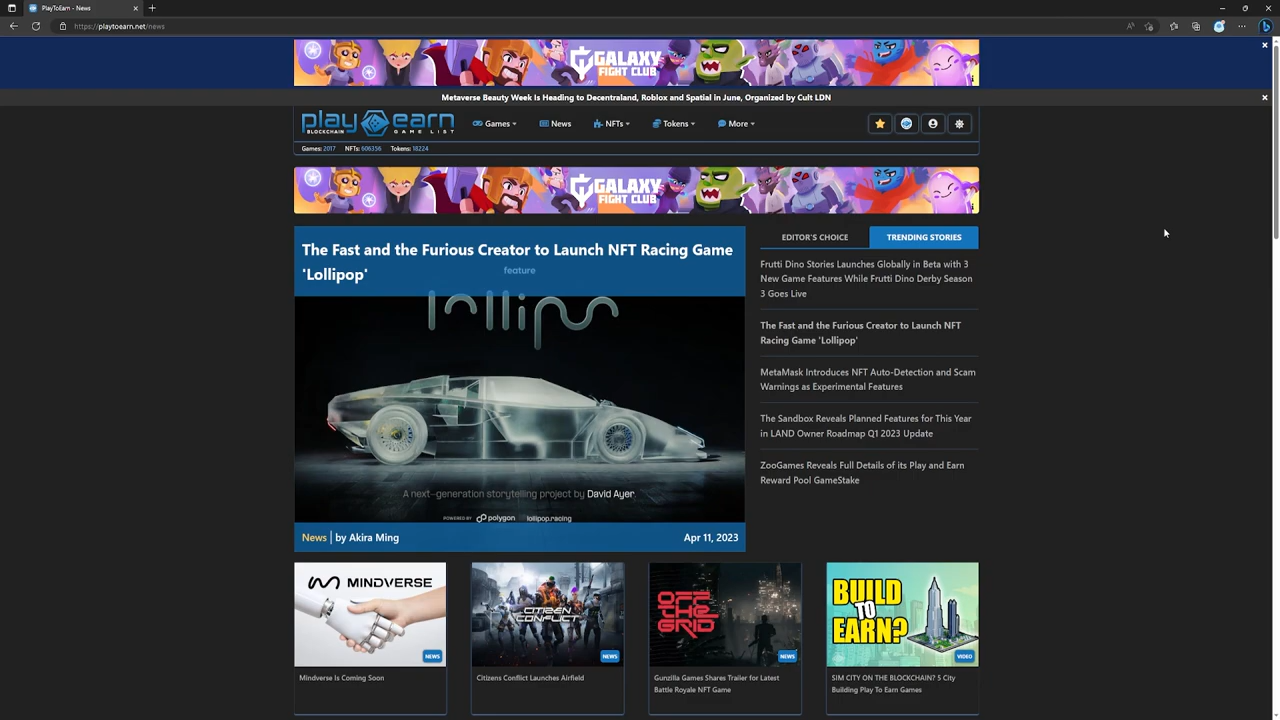 PlayToEarn - News
https://playtoearn.net/news
GALAXY
FIGHT CLUB
Metaverse Beauty Week Is Heading to Decentraland, Roblox and Spatial in June, Organized by Cult LDN
play earn
BLOCKCHAIN GAME LIST
Games
News
NFTs
Tokens
More
Games: 2017 NFTs: 606356 Tokens: 18224
GALAXY
FIGHT CLUB
The Fast and the Furious Creator to Launch NFT Racing Game
'Lollipop'
feature
lollipop
A next-generation storytelling project by David Ayer
POWERED BY polygon lollipop.racing
News | by Akira Ming
Apr 11, 2023
EDITOR'S CHOICE
TRENDING STORIES
Frutti Dino Stories Launches Globally in Beta with 3
New Game Features While Frutti Dino Derby Season
3 Goes Live
The Fast and the Furious Creator to Launch NFT
Racing Game 'Lollipop'
MetaMask Introduces NFT Auto-Detection and Scam
Warnings as Experimental Features
The Sandbox Reveals Planned Features for This Year
in LAND Owner Roadmap Q1 2023 Update
ZooGames Reveals Full Details of its Play and Earn
Reward Pool GameStake
MINDVERSE
NEWS
Mindverse Is Coming Soon
CITIZEN
CONFLICT
NEWS
Citizens Conflict Launches Airfield
OFF
THE
GRID
NEWS
Gunzilla Games Shares Trailer for Latest
Battle Royale NFT Game
BUILD
TO
EARN?
VIDEO
SIM CITY ON THE BLOCKCHAIN? 5 City
Building Play To Earn Games